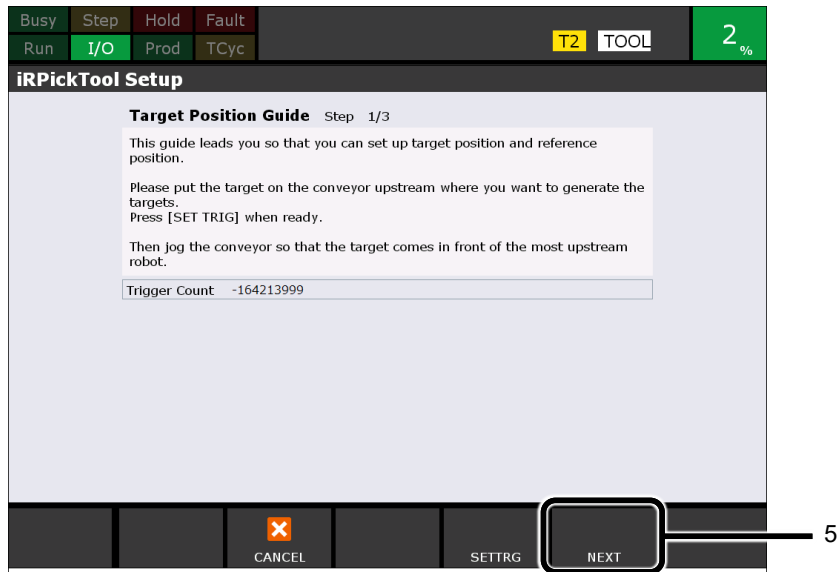 Busy Step Hold Fault
Run I/O Prod TCyc
T2 TOOL
2%
iRPickTool Setup
Target Position Guide Step 1/3
This guide leads you so that you can set up target position and reference
position.
Please put the target on the conveyor upstream where you want to generate the
targets.
Press [SET TRIG] when ready.
Then jog the conveyor so that the target comes in front of the most upstream
robot.
Trigger Count -164213999
CANCEL SETTRG NEXT
5